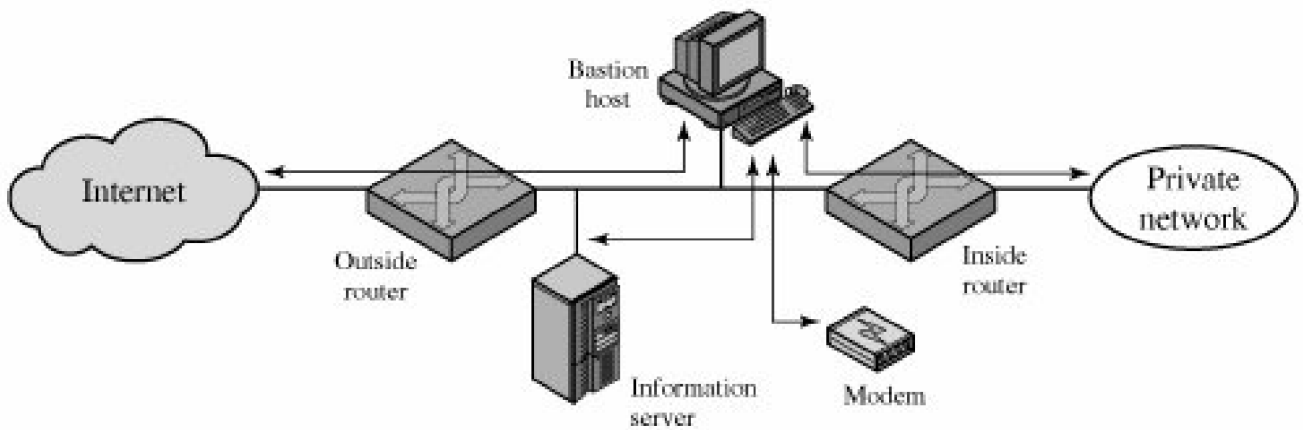 Bastion
host
Internet
Private
network
Outside
router
Inside
router
Information
server
Modem